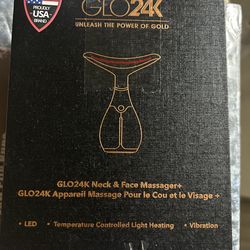 PROUDLY
USA
BRAND
GLO24K
UNLEASH THE POWER OF GOLD
GLO24K Neck & Face Massager+
GLO24K Appareil Massage Pour le Cou et le Visage +
• LED • Temperature Controlled Light Heating • Vibration